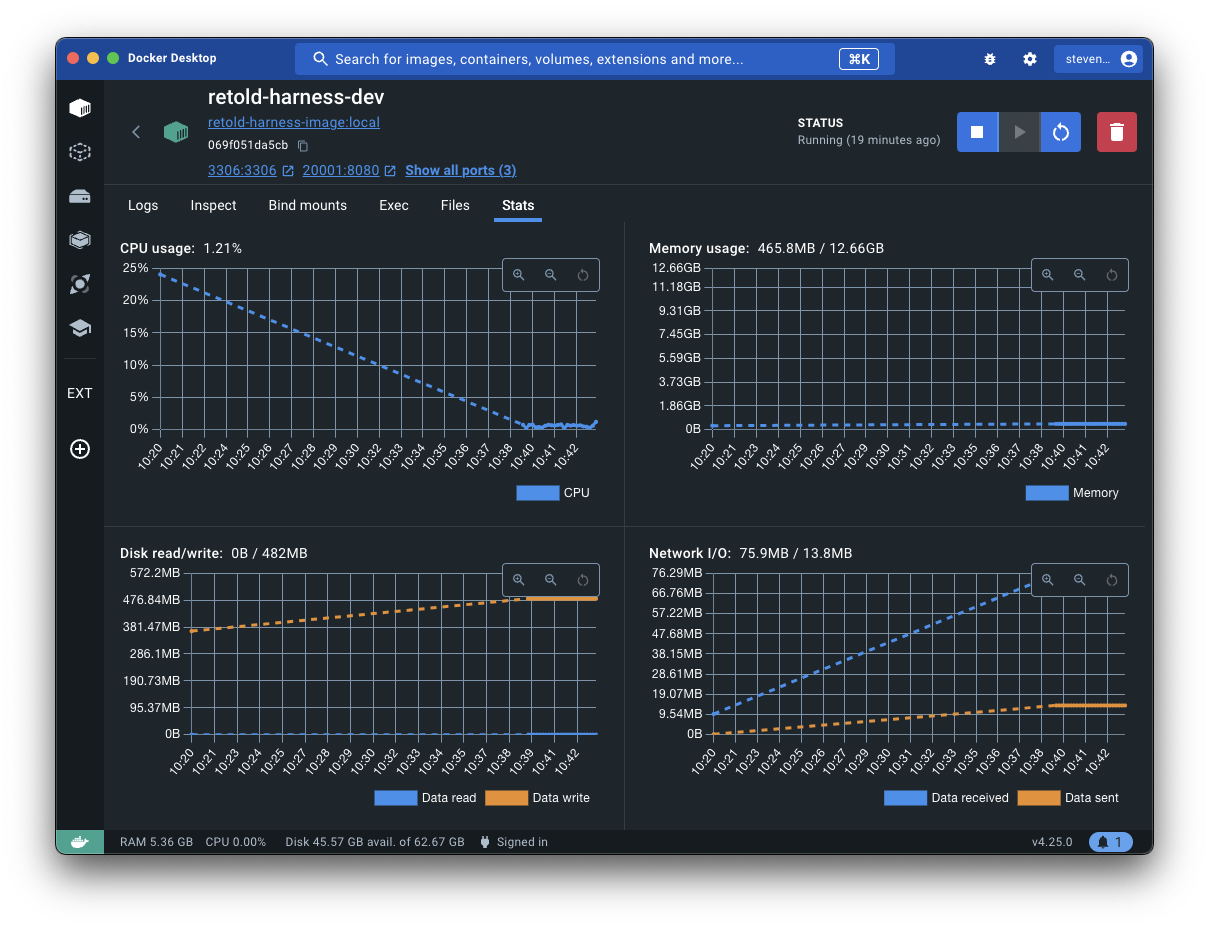 Docker Desktop
Search for images, containers, volumes, extensions and more...
⌘K
steven...
retold-harness-dev
retold-harness-image:local
069f051da5cb
3306:3306 20001:8080 Show all ports (3)
STATUS
Running (19 minutes ago)
EXT
Logs Inspect Bind mounts Exec Files Stats
CPU usage: 1.21%
25%
20%
15%
10%
5%
0%
10:20 10:21 10:22 10:24 10:25 10:26 10:27 10:28 10:29 10:30 10:31 10:32 10:33 10:34 10:35 10:36 10:37 10:38 10:40 10:41 10:42
CPU
Memory usage: 465.8MB / 12.66GB
12.66GB
11.18GB
9.31GB
7.45GB
5.59GB
3.73GB
1.86GB
0B
10:20 10:21 10:23 10:24 10:25 10:26 10:27 10:29 10:30 10:31 10:32 10:33 10:34 10:35 10:36 10:37 10:38 10:40 10:41 10:42
Memory
Disk read/write: 0B / 482MB
572.2MB
476.84MB
381.47MB
286.1MB
190.73MB
95.37MB
0B
10:20 10:21 10:23 10:24 10:25 10:26 10:27 10:28 10:29 10:30 10:32 10:33 10:34 10:35 10:36 10:38 10:39 10:41 10:42
Data read Data write
Network I/O: 75.9MB / 13.8MB
76.29MB
66.76MB
57.22MB
47.68MB
38.15MB
28.61MB
19.07MB
9.54MB
0B
10:20 10:21 10:23 10:24 10:25 10:26 10:27 10:29 10:30 10:31 10:32 10:33 10:34 10:35 10:37 10:38 10:40 10:41 10:42
Data received Data sent
RAM 5.36 GB CPU 0.00% Disk 45.57 GB avail. of 62.67 GB Signed in
v4.25.0
1